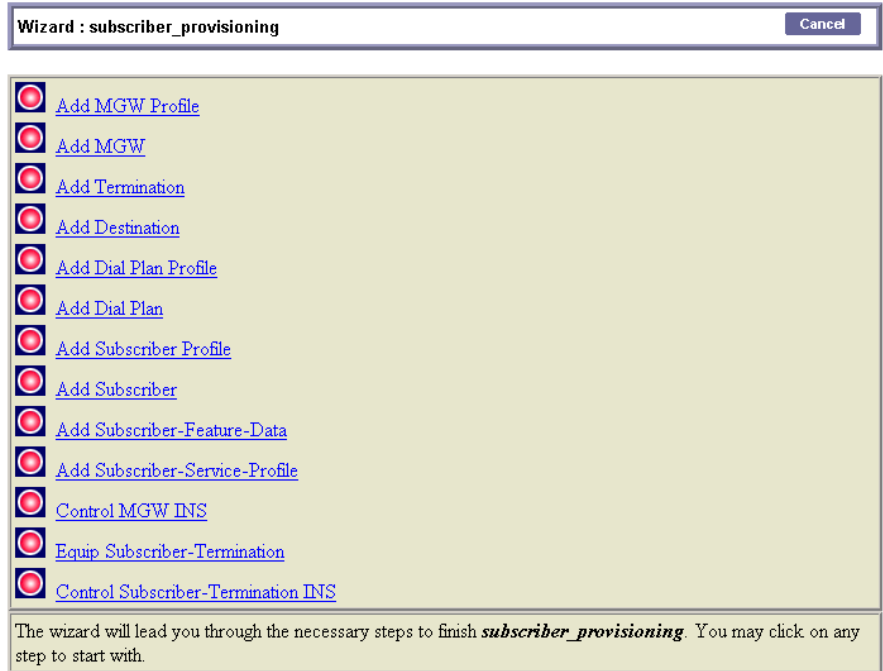 Wizard : subscriber_provisioning
Cancel
Add MGW Profile
Add MGW
Add Termination
Add Destination
Add Dial Plan Profile
Add Dial Plan
Add Subscriber Profile
Add Subscriber
Add Subscriber-Feature-Data
Add Subscriber-Service-Profile
Control MGW INS
Equip Subscriber-Termination
Control Subscriber-Termination INS
The wizard will lead you through the necessary steps to finish subscriber_provisioning. You may click on any
step to start with.